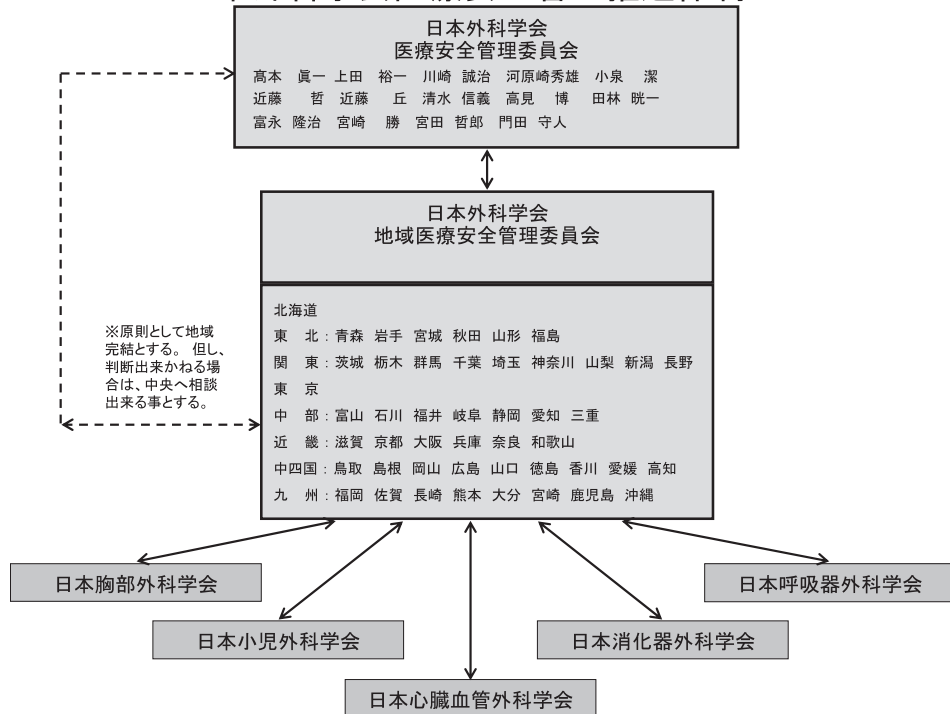 日本外科学会
医療安全管理委員会
髙本 眞一 上田 裕一 川崎 誠治 河原崎秀雄 小泉 潔
近藤 哲 近藤 丘 清水 信義 高見 博 田林 晄一
富永 隆治 宮崎 勝 宮田 哲郎 門田 守人
日本外科学会
地域医療安全管理委員会
北海道
東 北：青森 岩手 宮城 秋田 山形 福島
関 東：茨城 栃木 群馬 千葉 埼玉 神奈川 山梨 新潟 長野
東 京
中 部：富山 石川 福井 岐阜 静岡 愛知 三重
近 畿：滋賀 京都 大阪 兵庫 奈良 和歌山
中四国：鳥取 島根 岡山 広島 山口 徳島 香川 愛媛 高知
九 州：福岡 佐賀 長崎 熊本 大分 宮崎 鹿児島 沖縄
※原則として地域
完結とする。 但し、
判断出来かねる場
合は、中央へ相談
出来る事とする。
日本胸部外科学会
日本呼吸器外科学会
日本小児外科学会
日本消化器外科学会
日本心臓血管外科学会